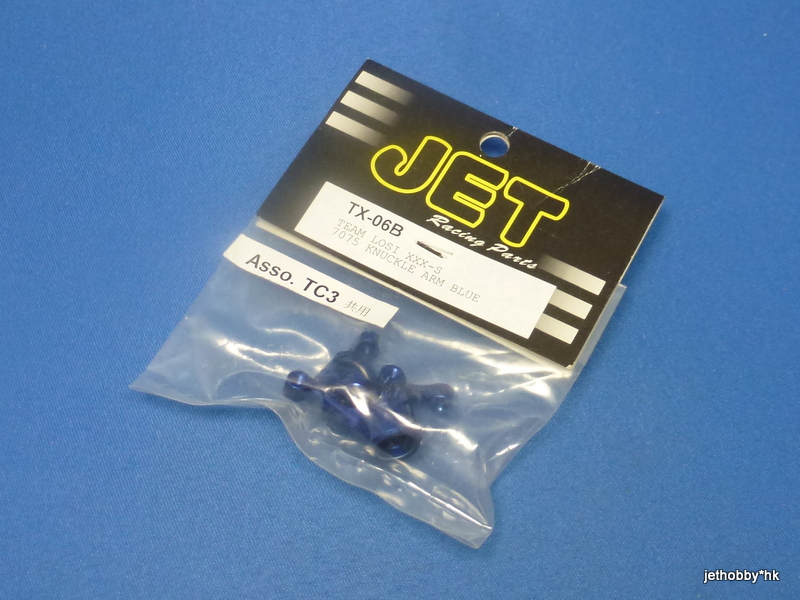 JET
Racing Parts
TX-06B
TEAM LOSI XXX-S
7075 KNUCKLE ARM BLUE
Asso. TC3 共用
jethobby*hk